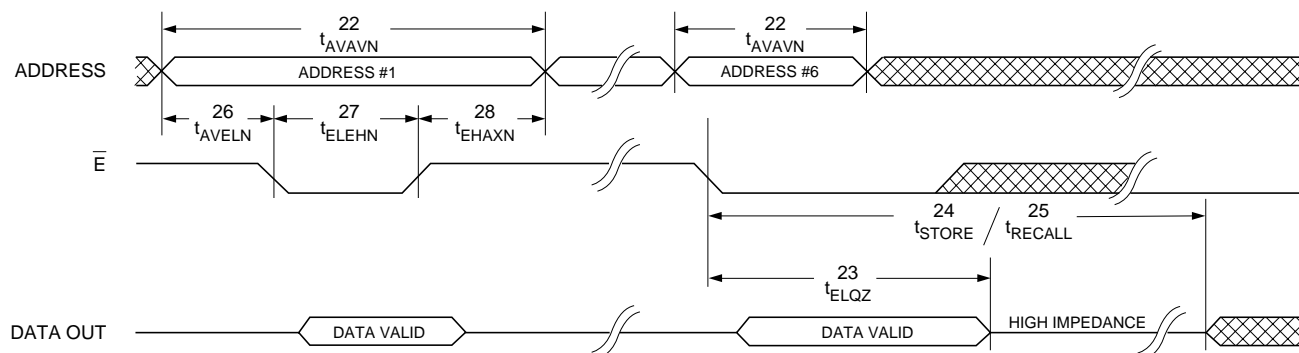 22 22
tAVAVN tAVAVN
ADDRESS ADDRESS #1 ADDRESS #6
26 27 28
tAVELN tELEHN tEHAXN
E
24 25
tSTORE / tRECALL
23
tELQZ
DATA OUT DATA VALID DATA VALID HIGH IMPEDANCE